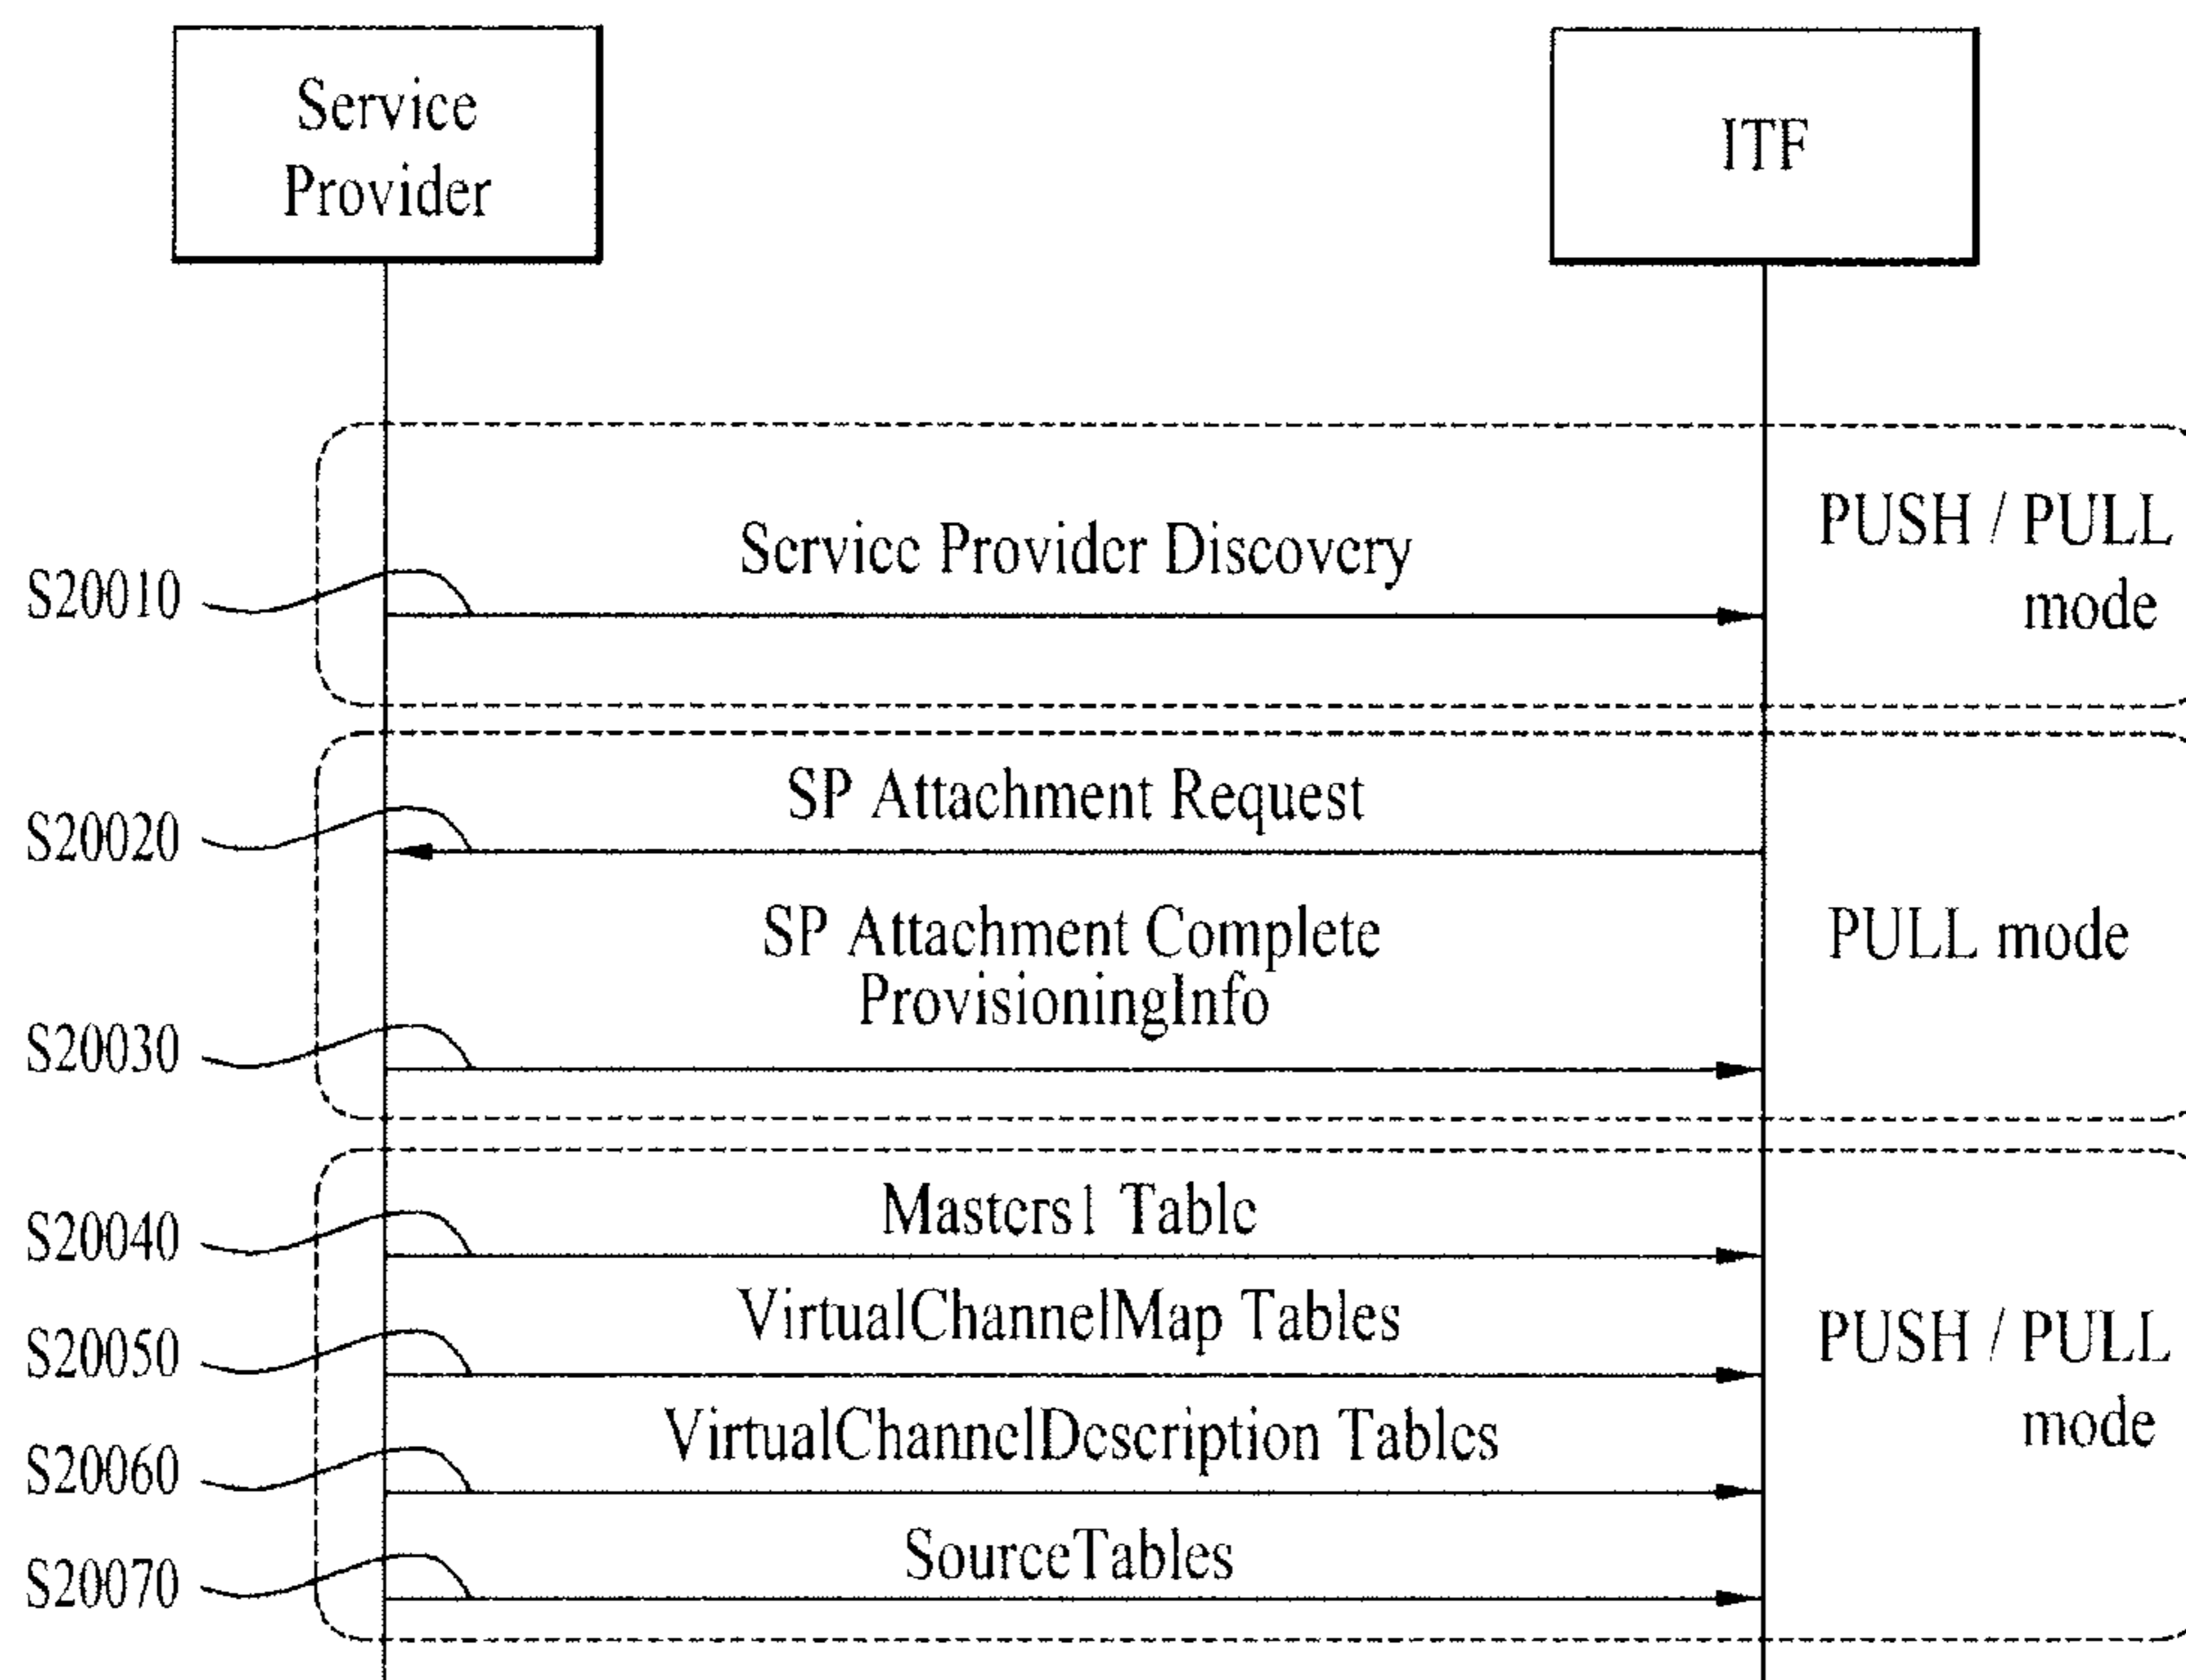 Service
Provider
ITF
Service Provider Discovery
PUSH / PULL
mode
S20010
SP Attachment Request
S20020
SP Attachment Complete
ProvisioningInfo
PULL mode
S20030
Masters1 Table
S20040
VirtualChannelMap Tables
PUSH / PULL
mode
S20050
VirtualChannelDescription Tables
S20060
SourceTables
S20070